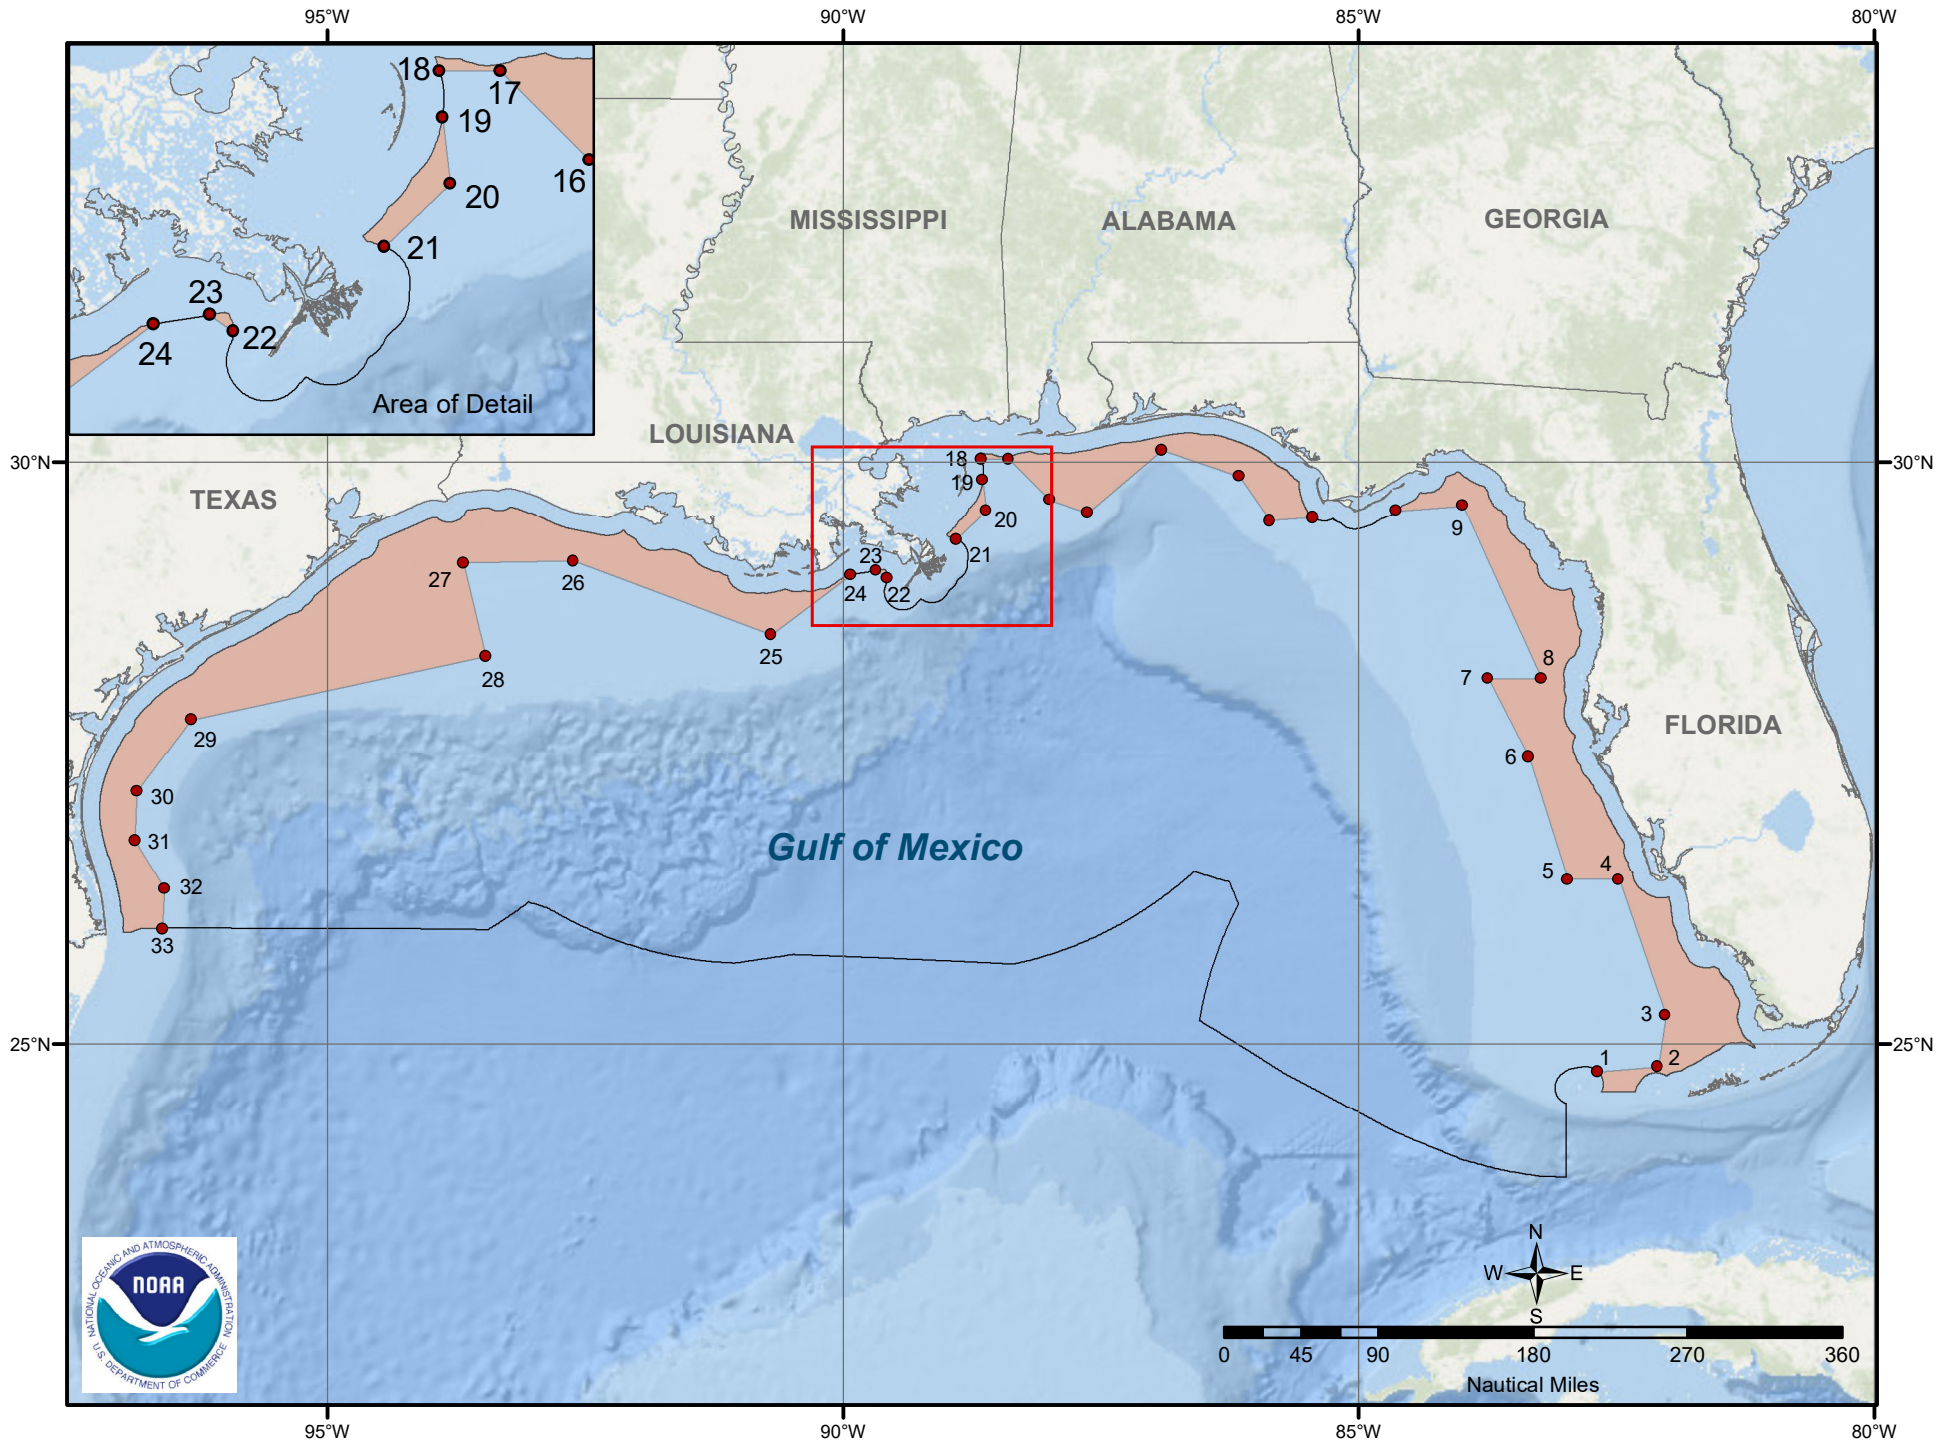 95°W
90°W
85°W
80°W
18
17
19
16
20
21
23
22
24
Area of Detail
MISSISSIPPI
ALABAMA
GEORGIA
LOUISIANA
TEXAS
FLORIDA
30°N
30°N
18
19
20
21
23
22
24
9
27
26
25
28
8
7
6
29
30
31
32
33
5
4
3
2
1
Gulf of Mexico
25°N
25°N
NATIONAL OCEANIC AND ATMOSPHERIC ADMINISTRATION
NOAA
U.S. DEPARTMENT OF COMMERCE
N
W
E
S
0
45
90
180
270
360
Nautical Miles
95°W
90°W
85°W
80°W